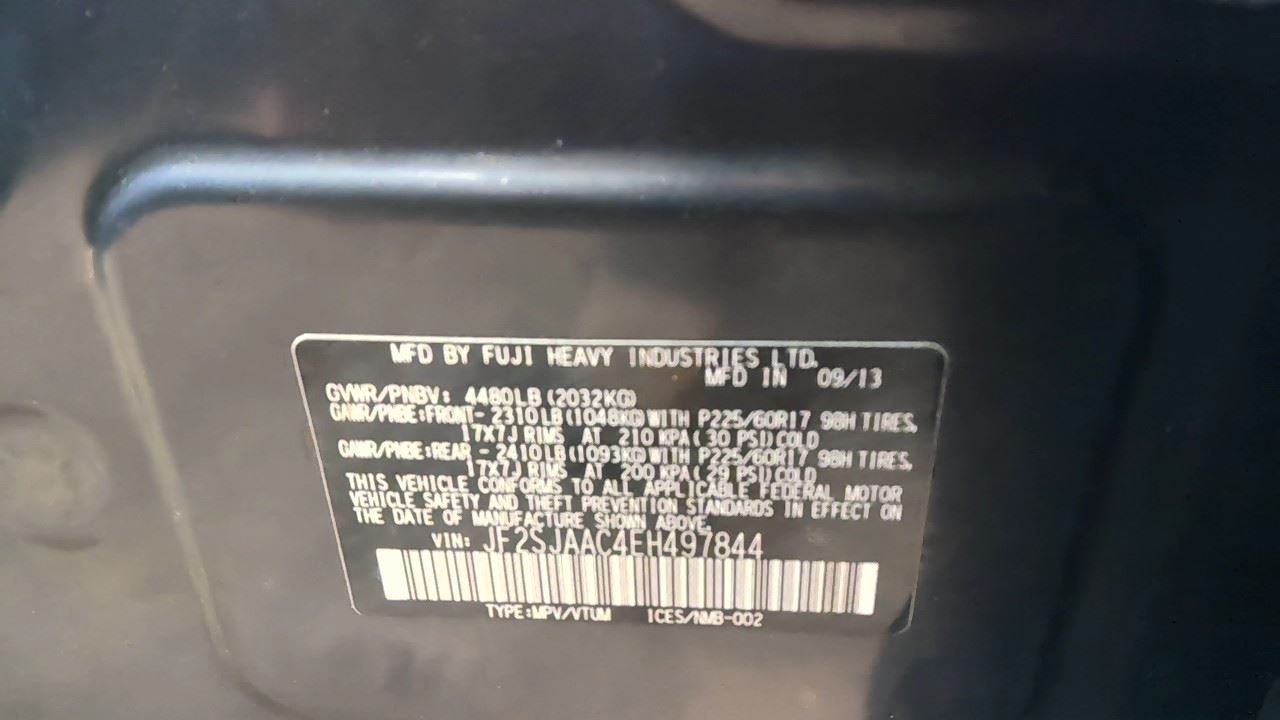 MFD BY FUJI HEAVY INDUSTRIES LTD.
MFD IN 09/13
GVWR/PNBV: 4480LB(2032KG)
GAWR/PNBE:FRONT- 2310LB(1048KG)WITH P225/60R17 98H TIRES,
17X7J RIMS AT 210 KPA(30 PSI)COLD
GAWR/PNBE:REAR - 2410LB(1093KG)WITH P225/60R17 98H TIRES,
17X7J RIMS AT 200 KPA(29 PSI)COLD
THIS VEHICLE CONFORMS TO ALL APPLICABLE FEDERAL MOTOR
VEHICLE SAFETY AND THEFT PREVENTION STANDARDS IN EFFECT ON
THE DATE OF MANUFACTURE SHOWN ABOVE.
VIN: JF2SJAAC4EH497844
TYPE:MPV/VTUM ICES/NMB-002